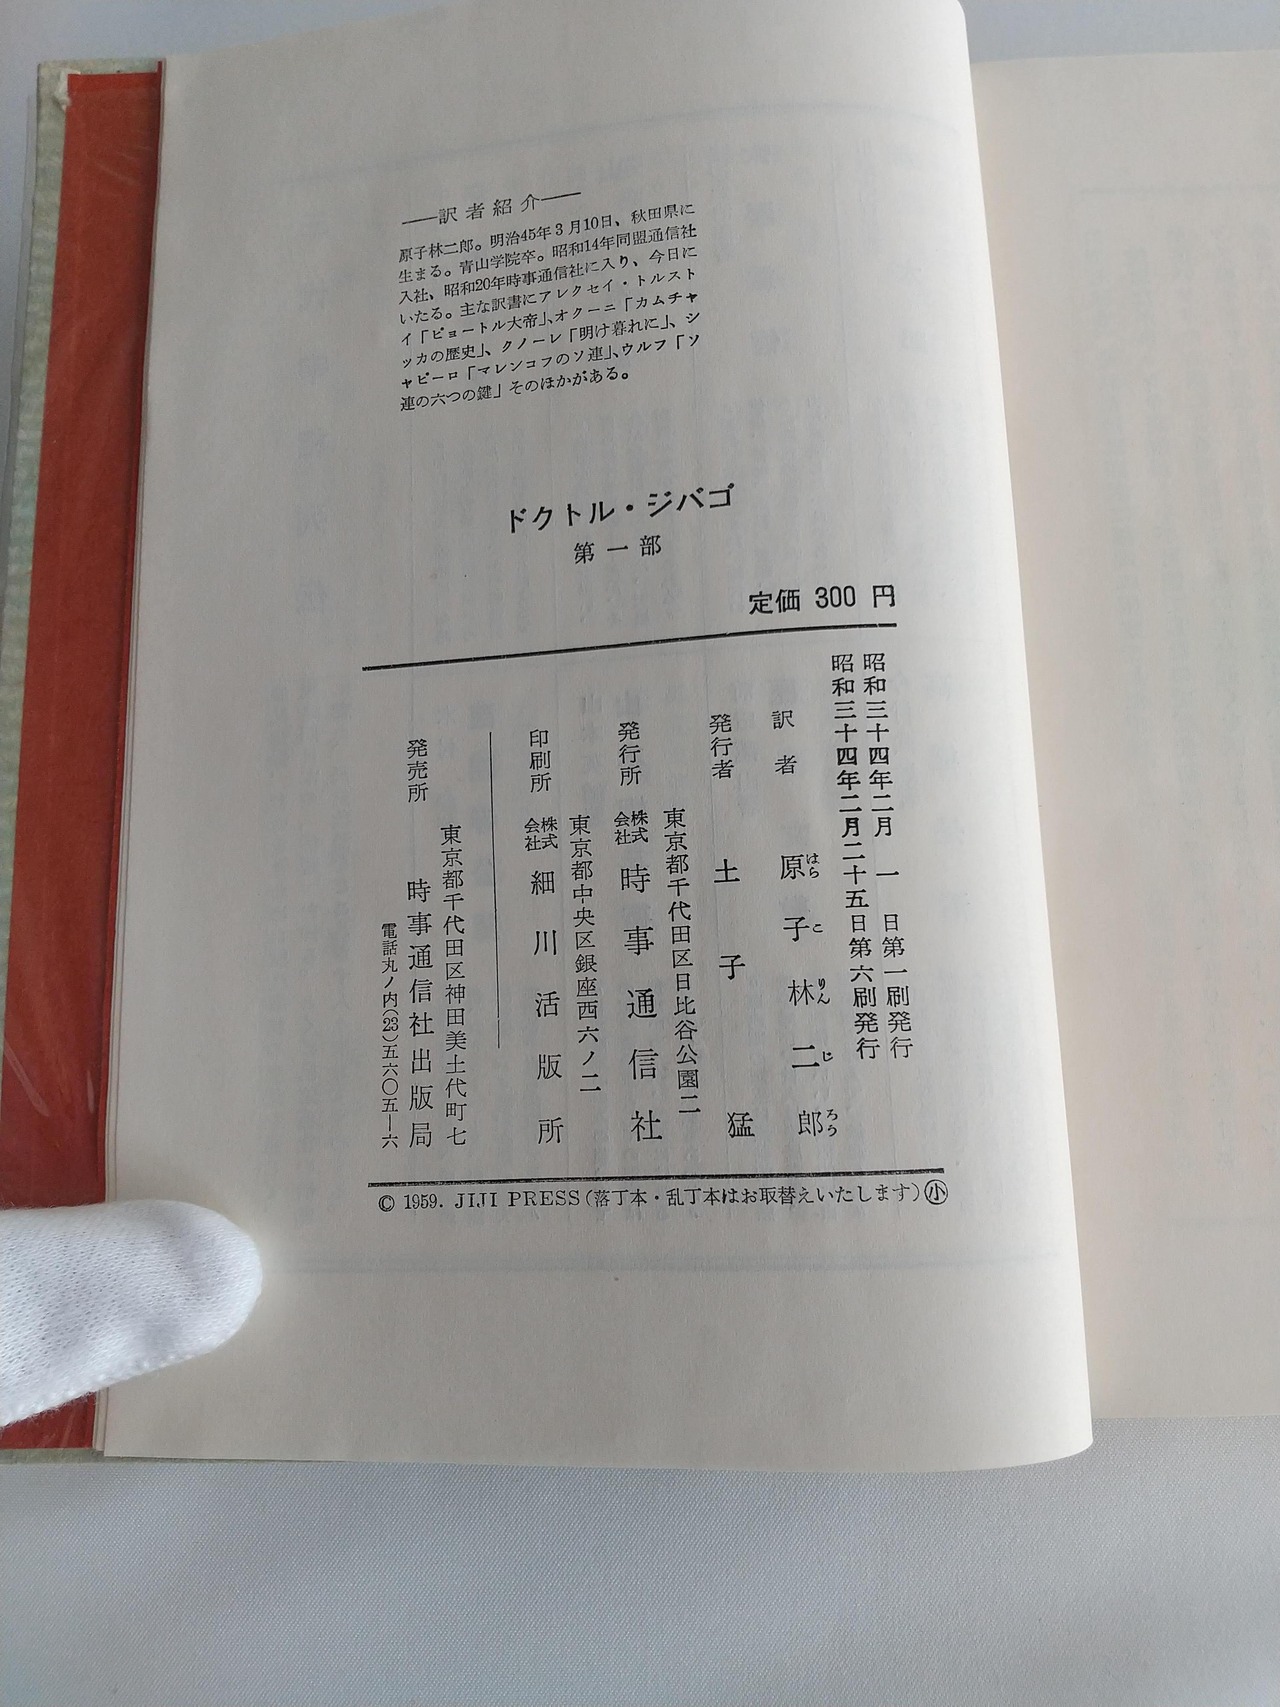 ――訳者紹介――
原子林二郎。明治45年3月10日、秋田県に
生まる。青山学院卒。昭和14年同盟通信社
入社、昭和20年時事通信社に入り、今日に
いたる。主な訳書にアレクセイ・トルスト
イ「ピョートル大帝」、オクーニ「カムチャ
ッカの歴史」、クノーレ「明け暮れに」、シ
ャピーロ「マレンコフのソ連」、ウルフ「ソ
連の六つの鍵」そのほかがある。
ドクトル・ジバゴ
第一部
定価 300 円
昭和三十四年二月 一 日第一刷発行
昭和三十四年二月二十五日第六刷発行
訳者 原子林二郎
はらこりんじろう
発行者 土子猛
東京都千代田区日比谷公園二
発行所 株式会社 時事通信社
東京都中央区銀座西六ノ二
印刷所 株式会社 細川活版所
東京都千代田区神田美土代町七
発売所 時事通信社出版局
電話丸ノ内(23)五六〇五―六
© 1959. JIJI PRESS(落丁本・乱丁本はお取替えいたします)㊥小